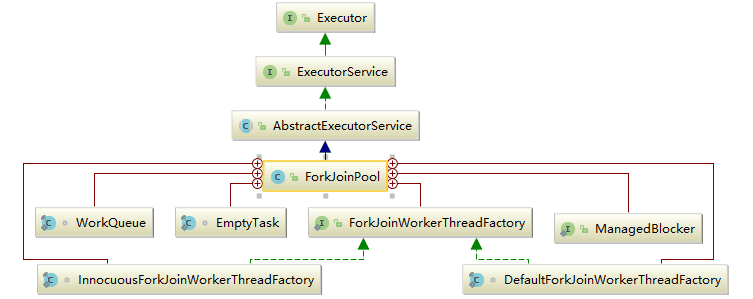 I Executor
I ExecutorService
C AbstractExecutorService
C ForkJoinPool
C WorkQueue
C EmptyTask
I ForkJoinWorkerThreadFactory
I ManagedBlocker
C InnocuousForkJoinWorkerThreadFactory
C DefaultForkJoinWorkerThreadFactory